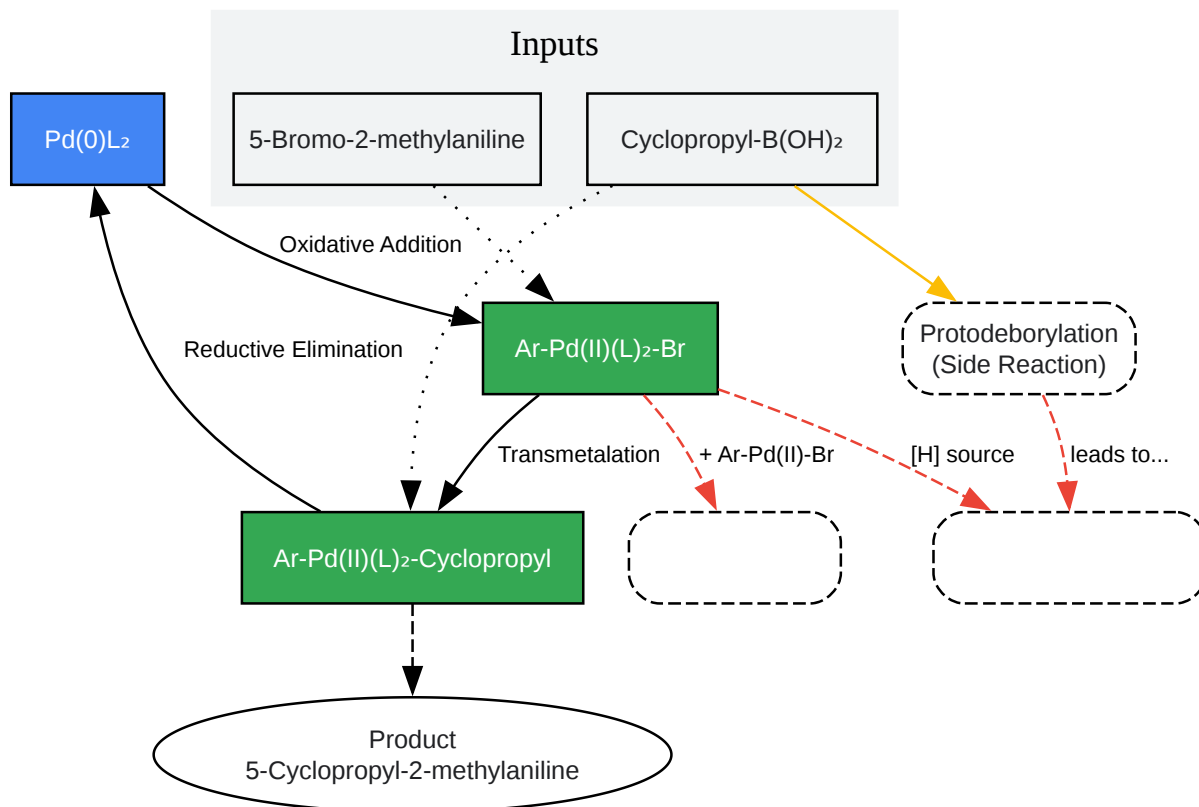 Inputs
Pd(0)L₂
5-Bromo-2-methylaniline
Cyclopropyl-B(OH)₂
Oxidative Addition
Reductive Elimination
Ar-Pd(II)(L)₂-Br
Protodeborylation
(Side Reaction)
Transmetalation
+ Ar-Pd(II)-Br
[H] source
leads to...
Ar-Pd(II)(L)₂-Cyclopropyl
Product
5-Cyclopropyl-2-methylaniline